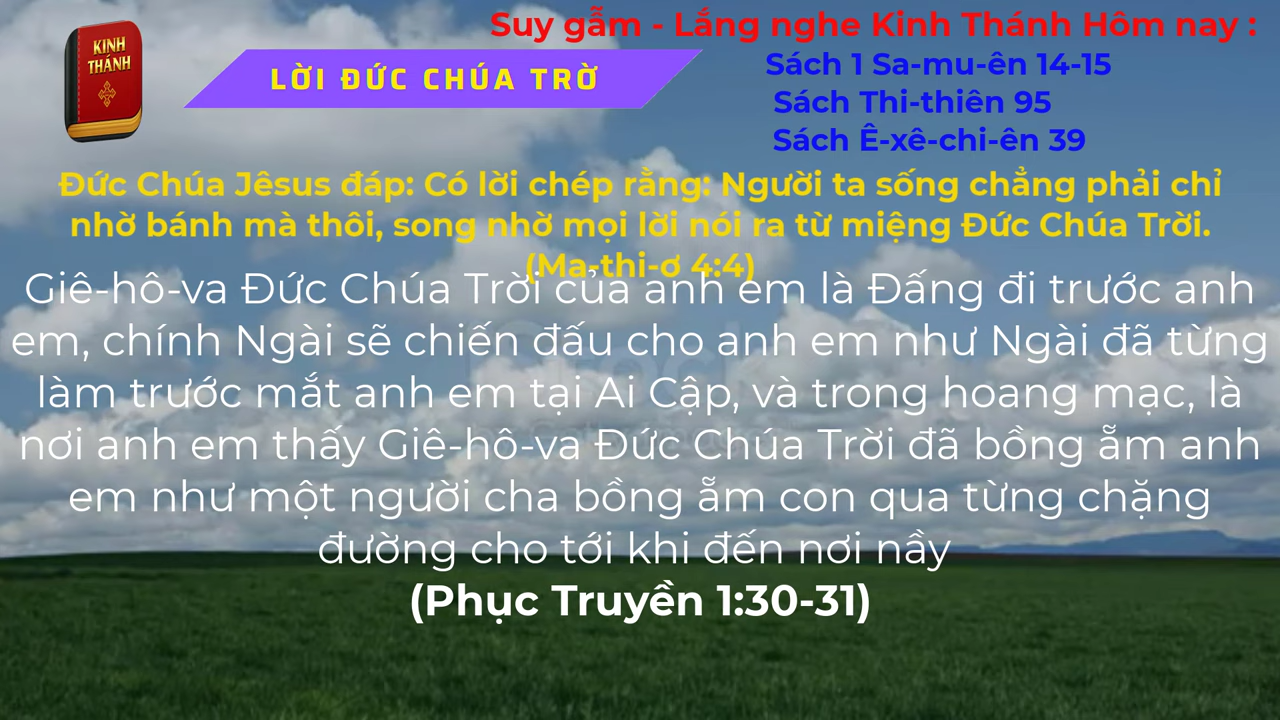 Suy gẫm - Lắng nghe Kinh Thánh Hôm nay :
KINH
THÁNH
LỜI ĐỨC CHÚA TRỜ
Sách 1 Sa-mu-ên 14-15
Sách Thi-thiên 95
Sách Ê-xê-chi-ên 39
Đức Chúa Jêsus đáp: Có lời chép rằng: Người ta sống chẳng phải chỉ
nhờ bánh mà thôi, song nhờ mọi lời nói ra từ miệng Đức Chúa Trời.
(Ma-thi-ơ 4:4)
Giê-hô-va Đức Chúa Trời của anh em là Đấng đi trước anh
em, chính Ngài sẽ chiến đấu cho anh em như Ngài đã từng
làm trước mắt anh em tại Ai Cập, và trong hoang mạc, là
nơi anh em thấy Giê-hô-va Đức Chúa Trời đã bồng ẵm anh
em như một người cha bồng ẵm con qua từng chặng
đường cho tới khi đến nơi nầy
(Phục Truyền 1:30-31)